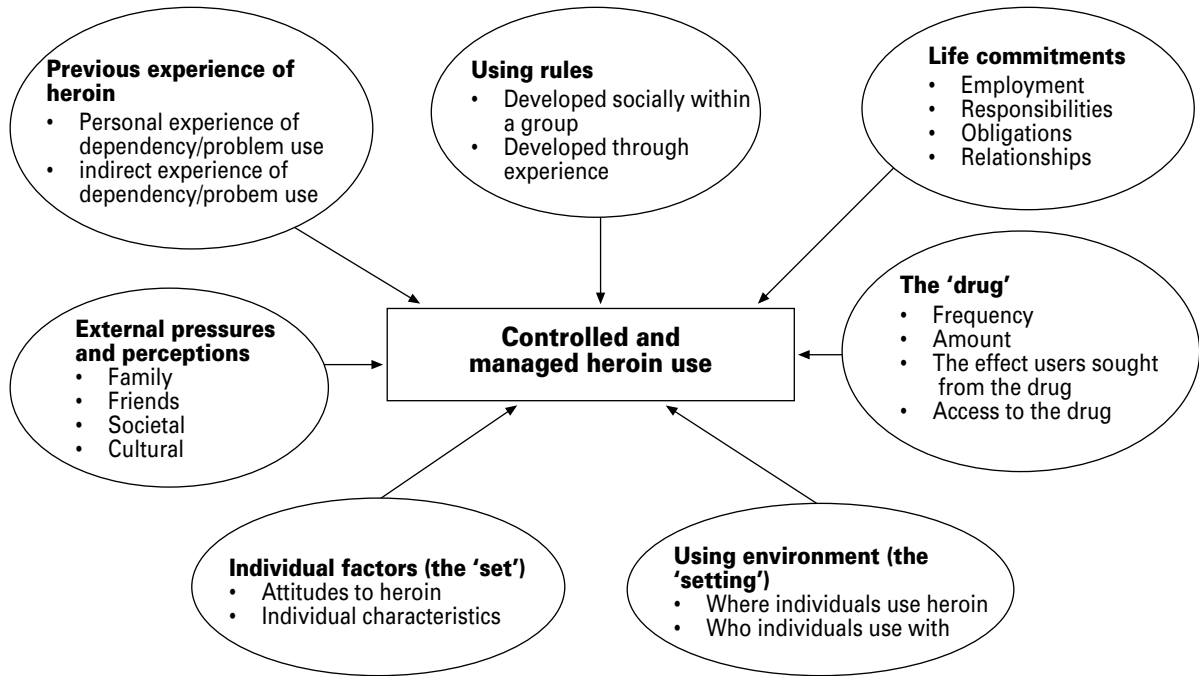 Previous experience of
heroin
• Personal experience of
dependency/problem use
• indirect experience of
dependency/probem use
Using rules
• Developed socially within
a group
• Developed through
experience
Life commitments
• Employment
• Responsibilities
• Obligations
• Relationships
External pressures
and perceptions
• Family
• Friends
• Societal
• Cultural
Controlled and
managed heroin use
The ‘drug’
• Frequency
• Amount
• The effect users sought
from the drug
• Access to the drug
Individual factors (the ‘set’)
• Attitudes to heroin
• Individual characteristics
Using environment (the
‘setting’)
• Where individuals use heroin
• Who individuals use with